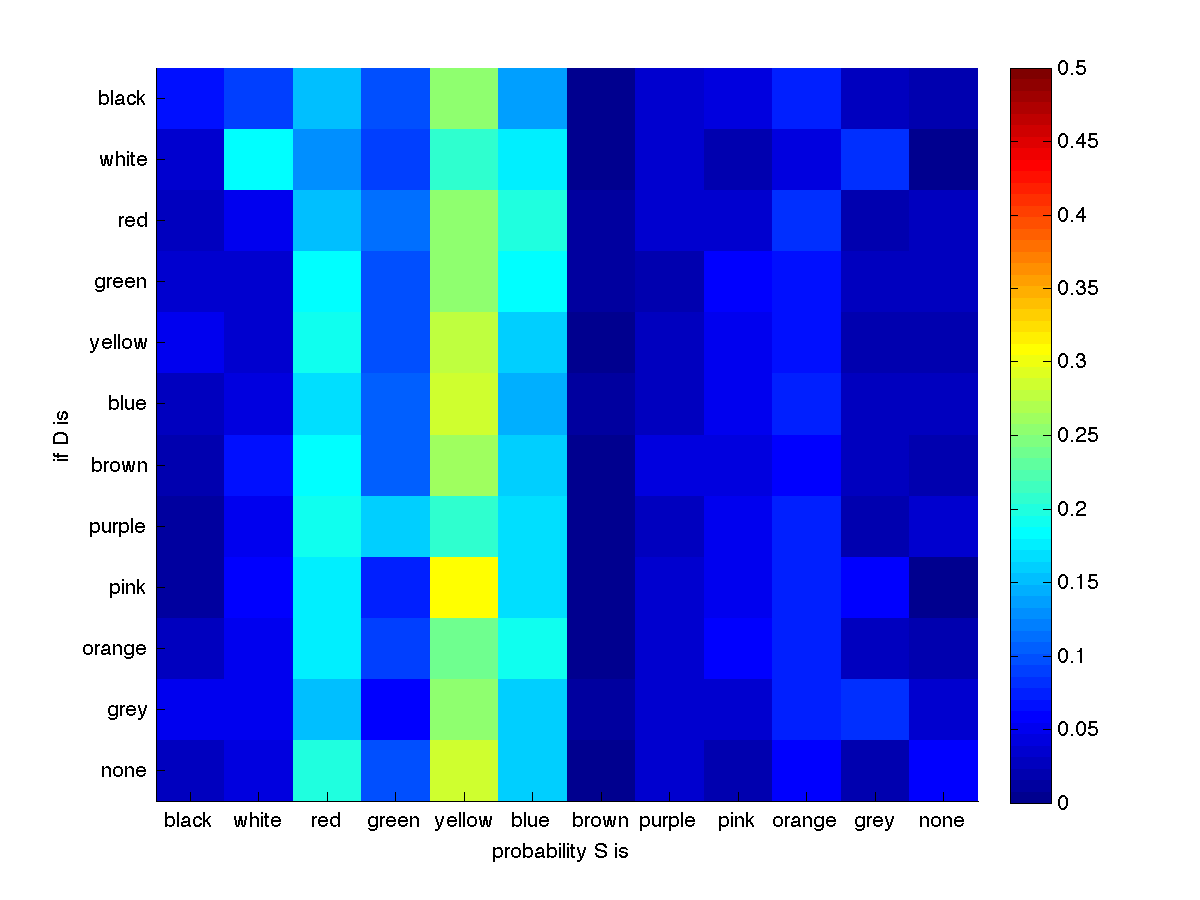 black
white
red
green
yellow
blue
brown
purple
pink
orange
grey
none
if D is
black white red green yellow blue brown purple pink orange grey none
probability S is
0.5
0.45
0.4
0.35
0.3
0.25
0.2
0.15
0.1
0.05
0